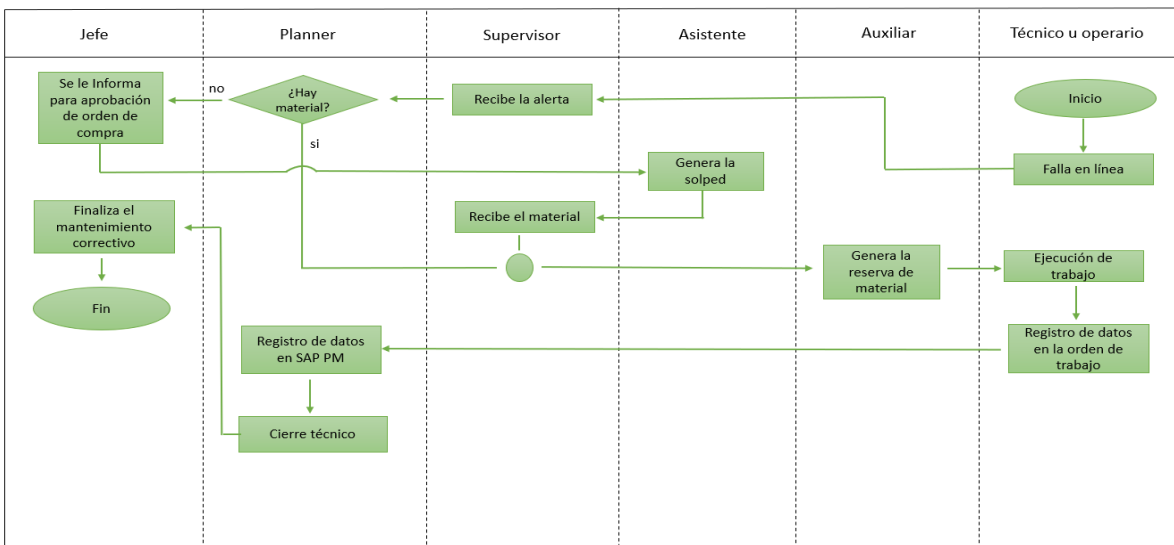 Jefe
Planner
Supervisor
Asistente
Auxiliar
Técnico u operario
Se le Informa
para aprobación
de orden de
compra
no
¿Hay
material?
si
Recibe la alerta
Inicio
Genera la
solped
Falla en línea
Finaliza el
mantenimiento
correctivo
Recibe el material
Genera la
reserva de
material
Ejecución de
trabajo
Fin
Registro de datos
en SAP PM
Registro de datos
en la orden de
trabajo
Cierre técnico